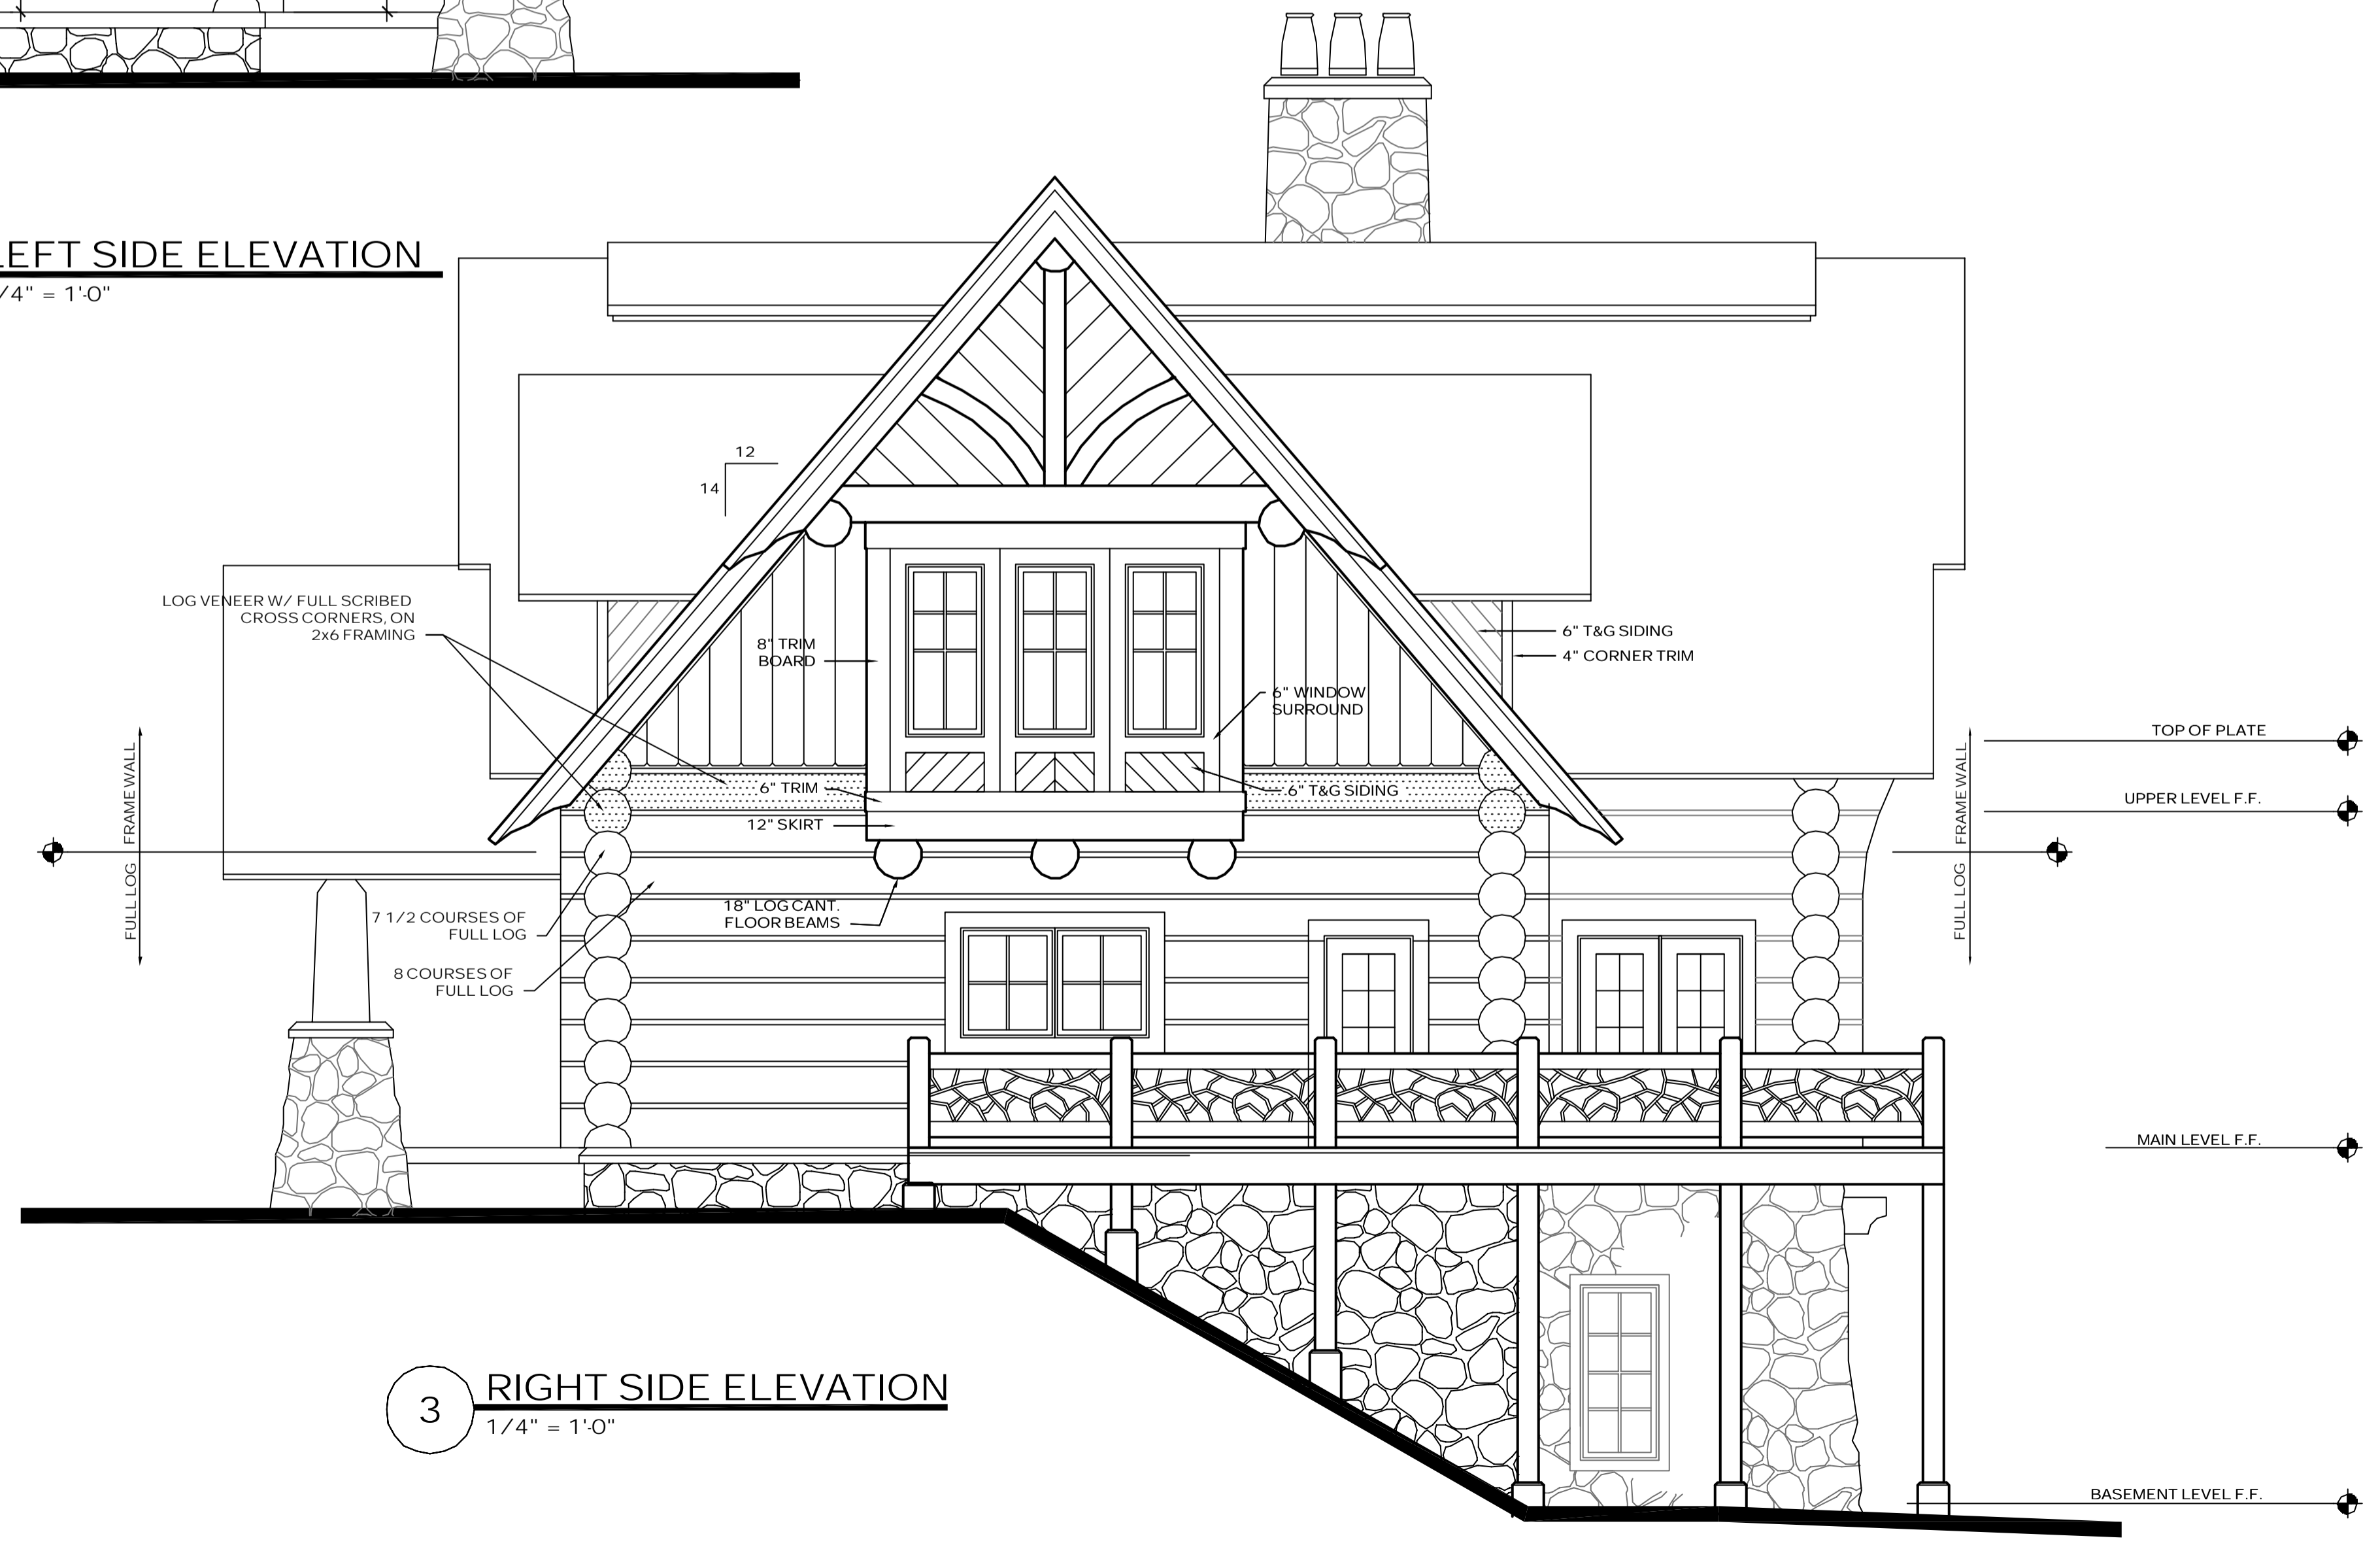 LEFT SIDE ELEVATION
1/4" = 1'-0"
12
14
LOG VENEER W/ FULL SCRIBED
CROSS CORNERS, ON
2x6 FRAMING
8" TRIM
BOARD
6" T&G SIDING
4" CORNER TRIM
6" WINDOW
SURROUND
TOP OF PLATE
FULL LOG FRAME WALL
FULL LOG FRAME WALL
6" TRIM
6" T&G SIDING
UPPER LEVEL F.F.
12" SKIRT
7 1/2 COURSES OF
FULL LOG
18" LOG CANT.
FLOOR BEAMS
8 COURSES OF
FULL LOG
MAIN LEVEL F.F.
3
RIGHT SIDE ELEVATION
1/4" = 1'-0"
BASEMENT LEVEL F.F.